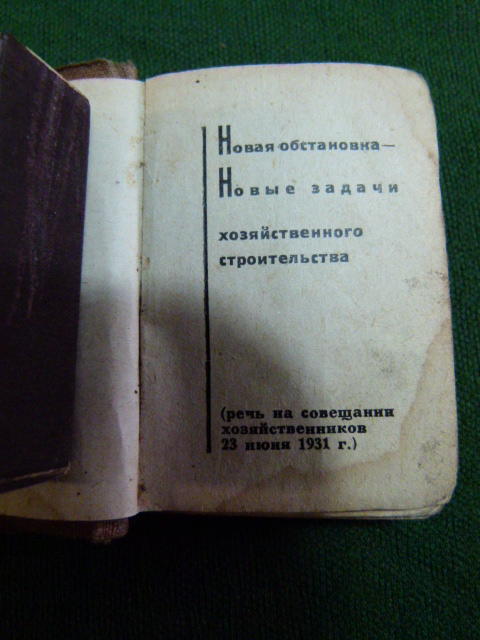 Новая обстановка—
Новые задачи
хозяйственного
строительства
(речь на совещании
хозяйственников
23 июня 1931 г.)